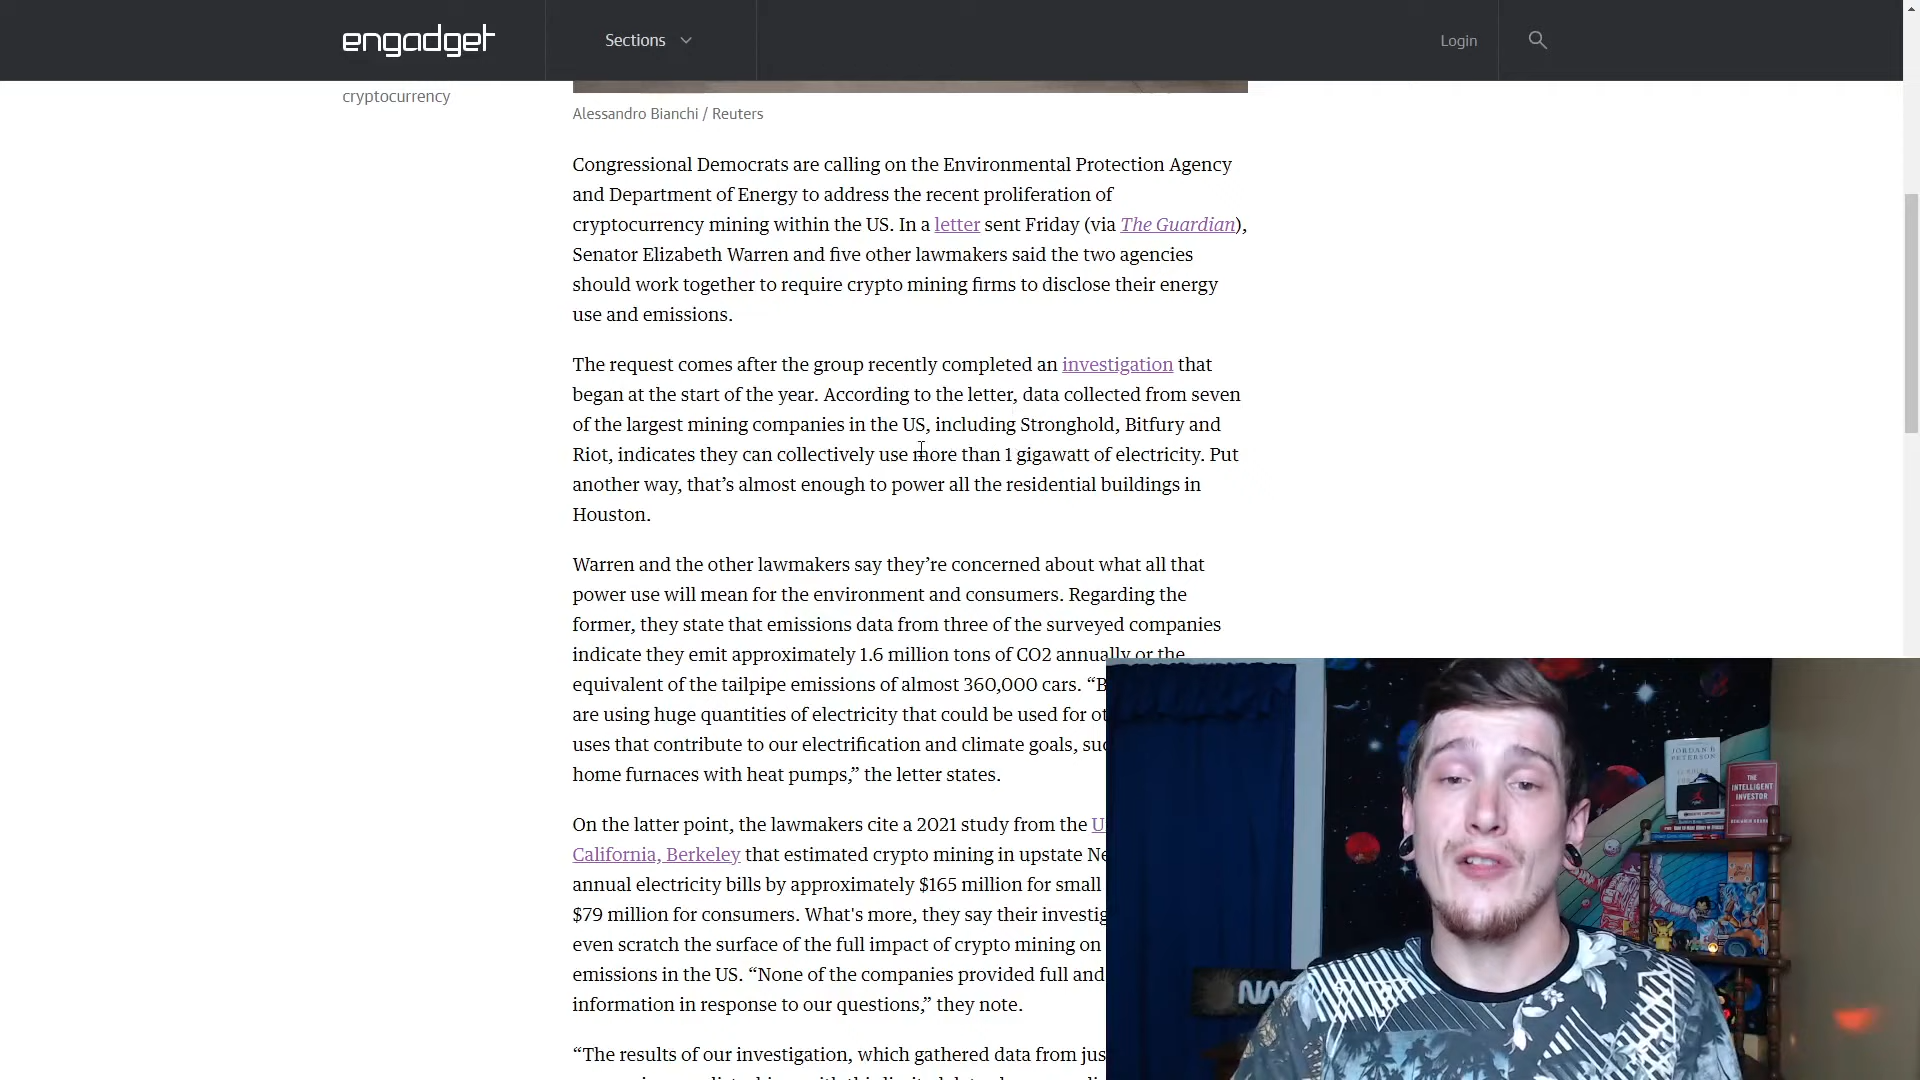 engadget
Sections
Login
cryptocurrency
Alessandro Bianchi / Reuters
Congressional Democrats are calling on the Environmental Protection Agency
and Department of Energy to address the recent proliferation of
cryptocurrency mining within the US. In a letter sent Friday (via The Guardian),
Senator Elizabeth Warren and five other lawmakers said the two agencies
should work together to require crypto mining firms to disclose their energy
use and emissions.
The request comes after the group recently completed an investigation that
began at the start of the year. According to the letter, data collected from seven
of the largest mining companies in the US, including Stronghold, Bitfury and
Riot, indicates they can collectively use more than 1 gigawatt of electricity. Put
another way, that’s almost enough to power all the residential buildings in
Houston.
Warren and the other lawmakers say they’re concerned about what all that
power use will mean for the environment and consumers. Regarding the
former, they state that emissions data from three of the surveyed companies
indicate they emit approximately 1.6 million tons of CO2 annually or the
equivalent of the tailpipe emissions of almost 360,000 cars. “B
are using huge quantities of electricity that could be used for ot
uses that contribute to our electrification and climate goals, suc
home furnaces with heat pumps,” the letter states.
On the latter point, the lawmakers cite a 2021 study from the U
California, Berkeley that estimated crypto mining in upstate Ne
annual electricity bills by approximately $165 million for small
$79 million for consumers. What's more, they say their investig
even scratch the surface of the full impact of crypto mining on
emissions in the US. “None of the companies provided full and
information in response to our questions,” they note.
“The results of our investigation, which gathered data from jus
JORDAN B
PETERSON
THE
INTELLIGENT
INVESTOR